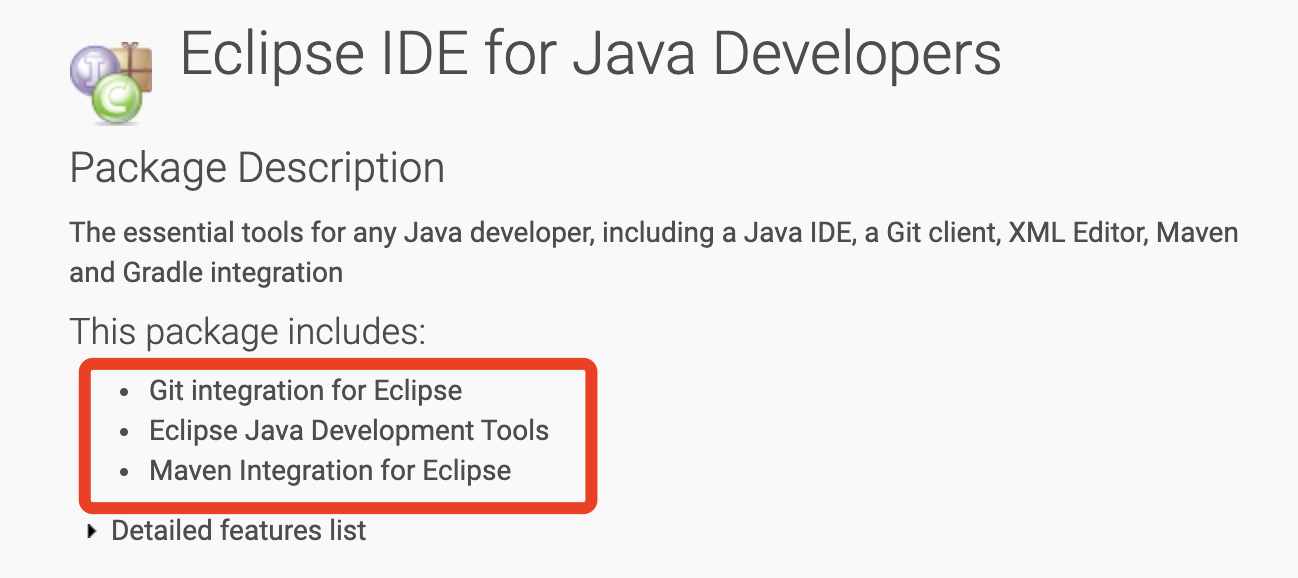 Eclipse IDE for Java Developers
Package Description
The essential tools for any Java developer, including a Java IDE, a Git client, XML Editor, Maven
and Gradle integration
This package includes:
• Git integration for Eclipse
• Eclipse Java Development Tools
• Maven Integration for Eclipse
Detailed features list